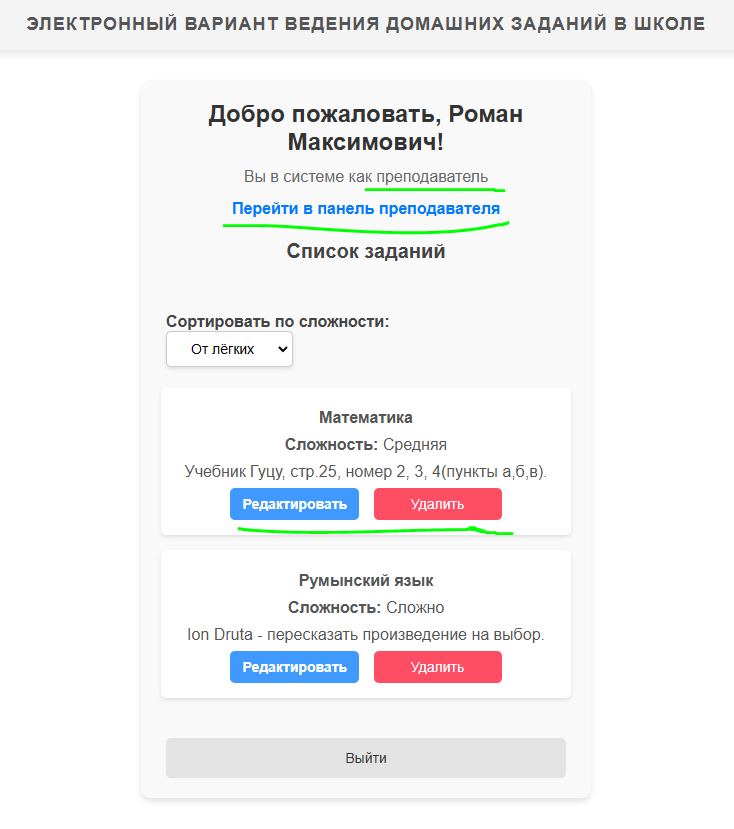 ЭЛЕКТРОННЫЙ ВАРИАНТ ВЕДЕНИЯ ДОМАШНИХ ЗАДАНИЙ В ШКОЛЕ
Добро пожаловать, Роман
Максимович!
Вы в системе как преподаватель
Перейти в панель преподавателя
Список заданий
Сортировать по сложности:
От лёгких
Математика
Сложность: Средняя
Учебник Гуцу, стр.25, номер 2, 3, 4(пункты а,б,в).
Редактировать Удалить
Румынский язык
Сложность: Сложно
Ion Druta - пересказать произведение на выбор.
Редактировать Удалить
Выйти